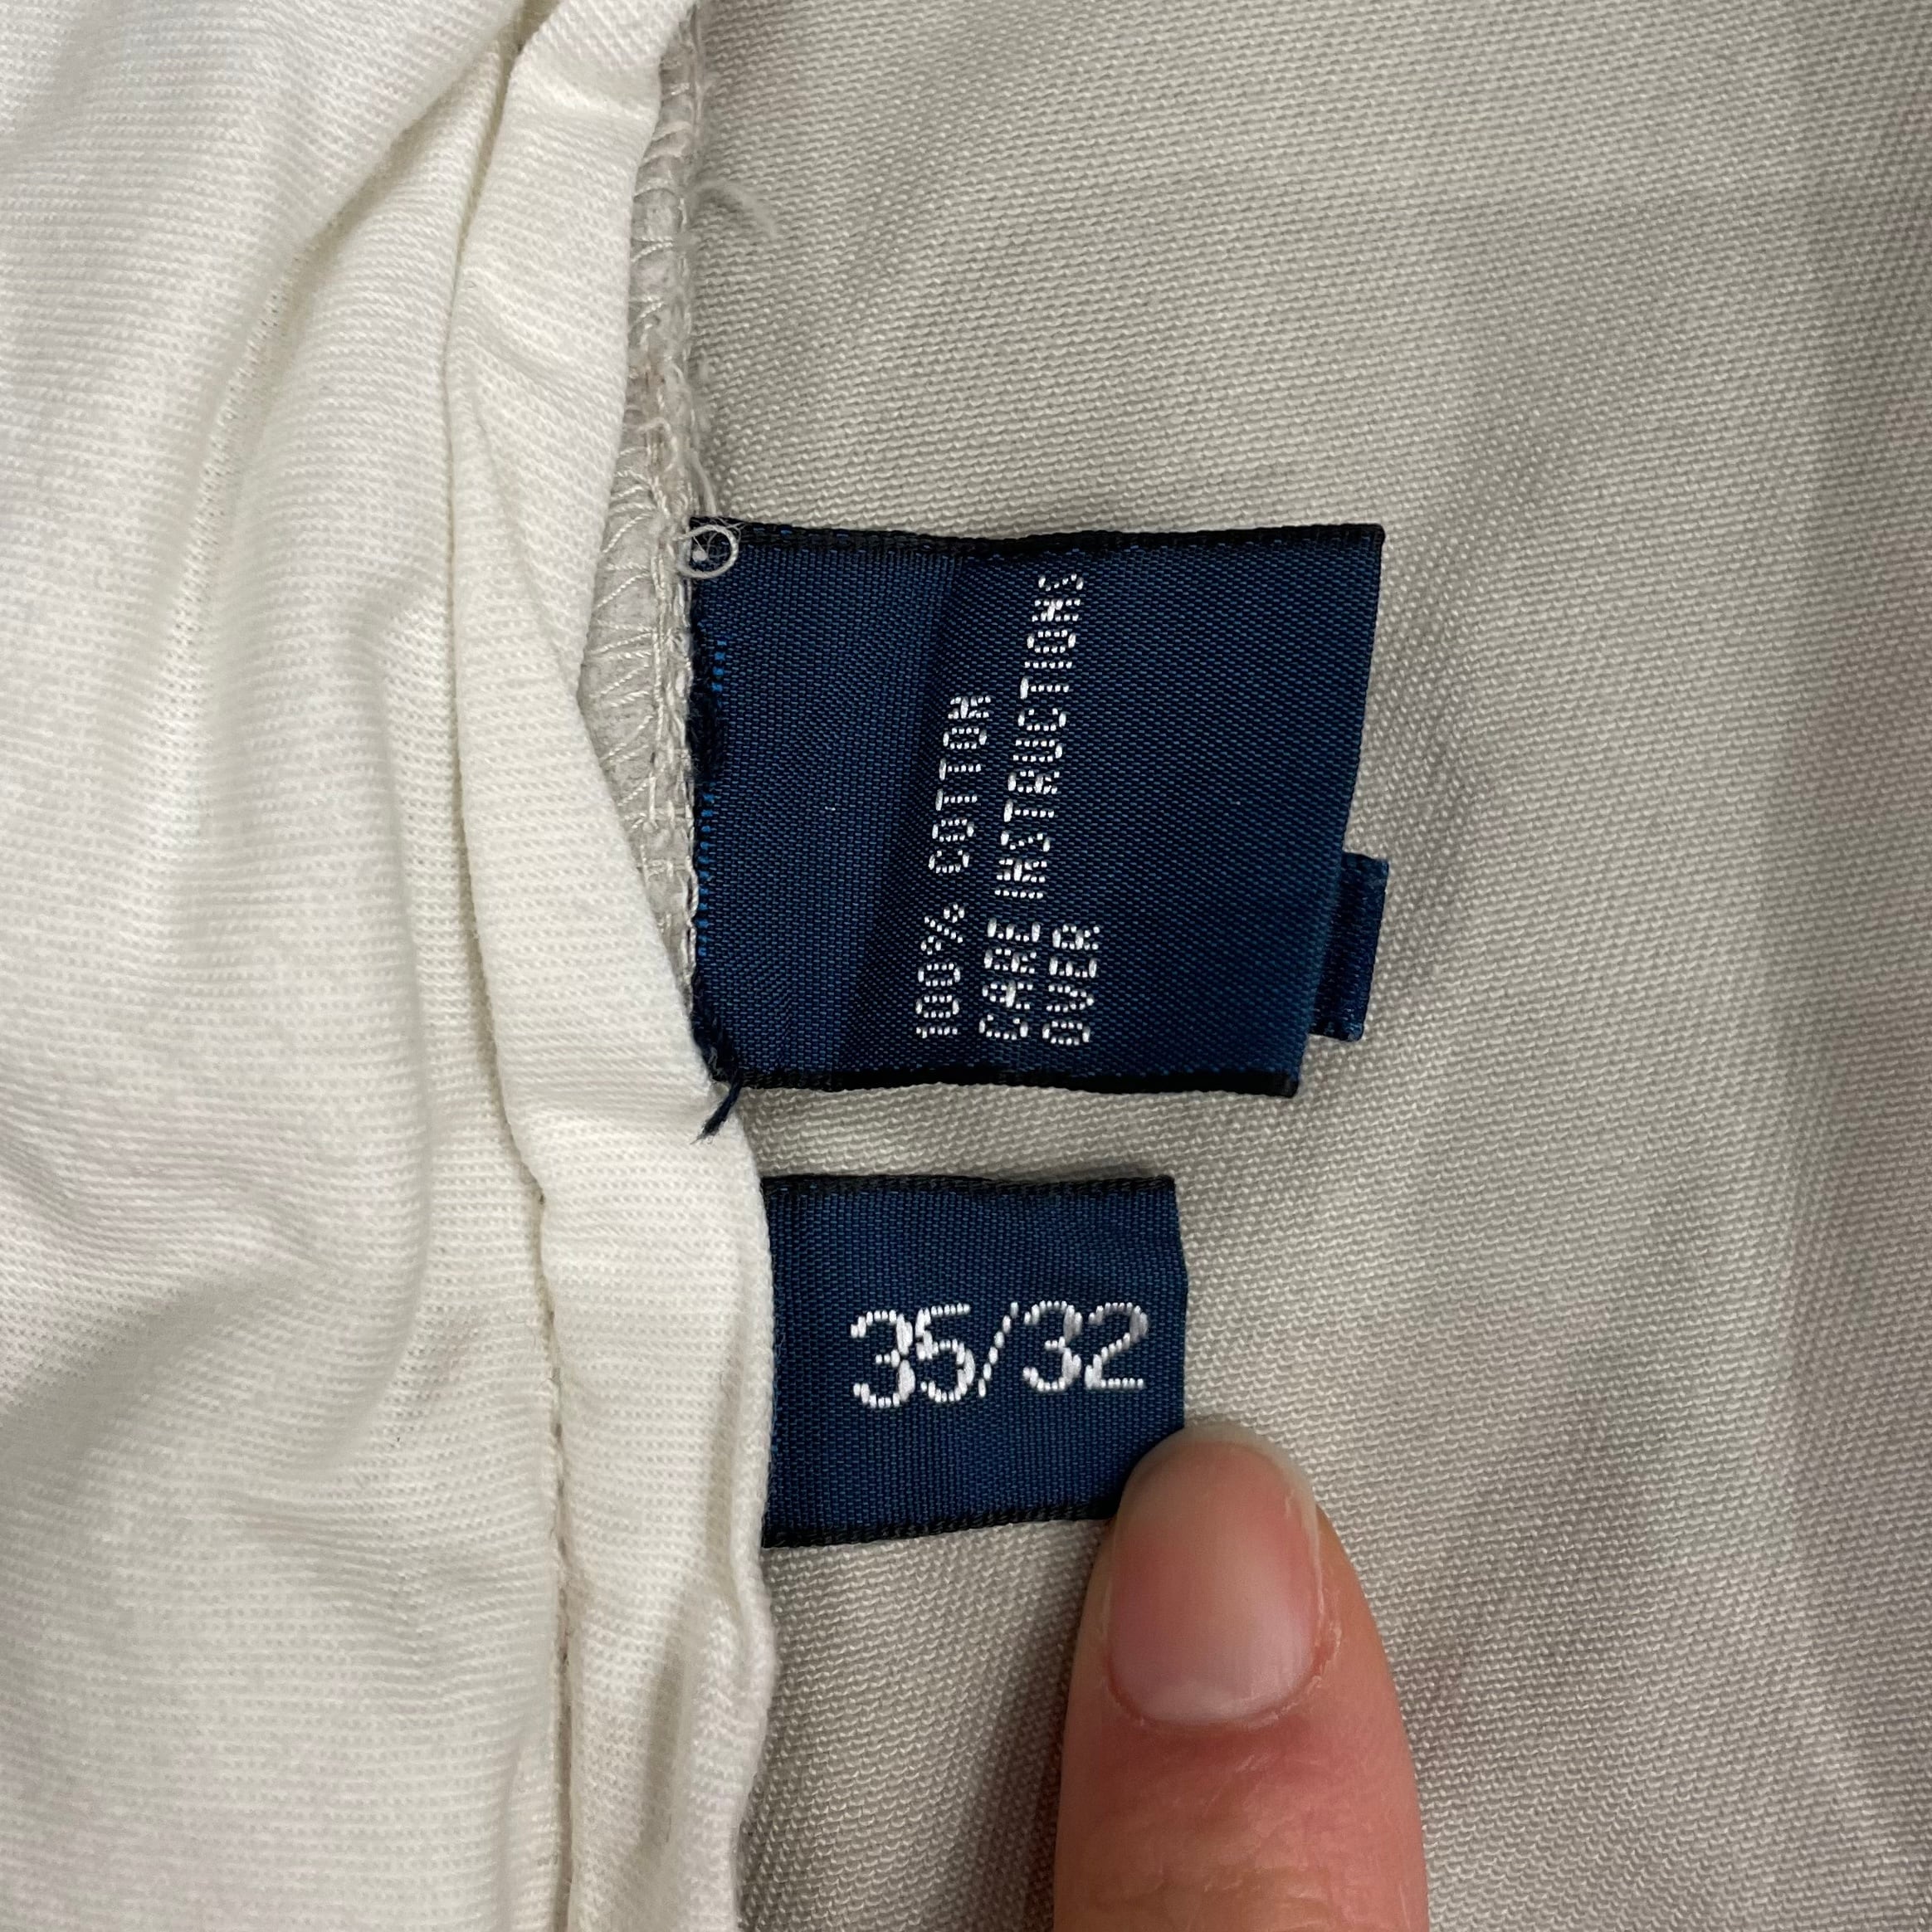 100% COTTON
CARE INSTRUCTIONS
OVER
35/32